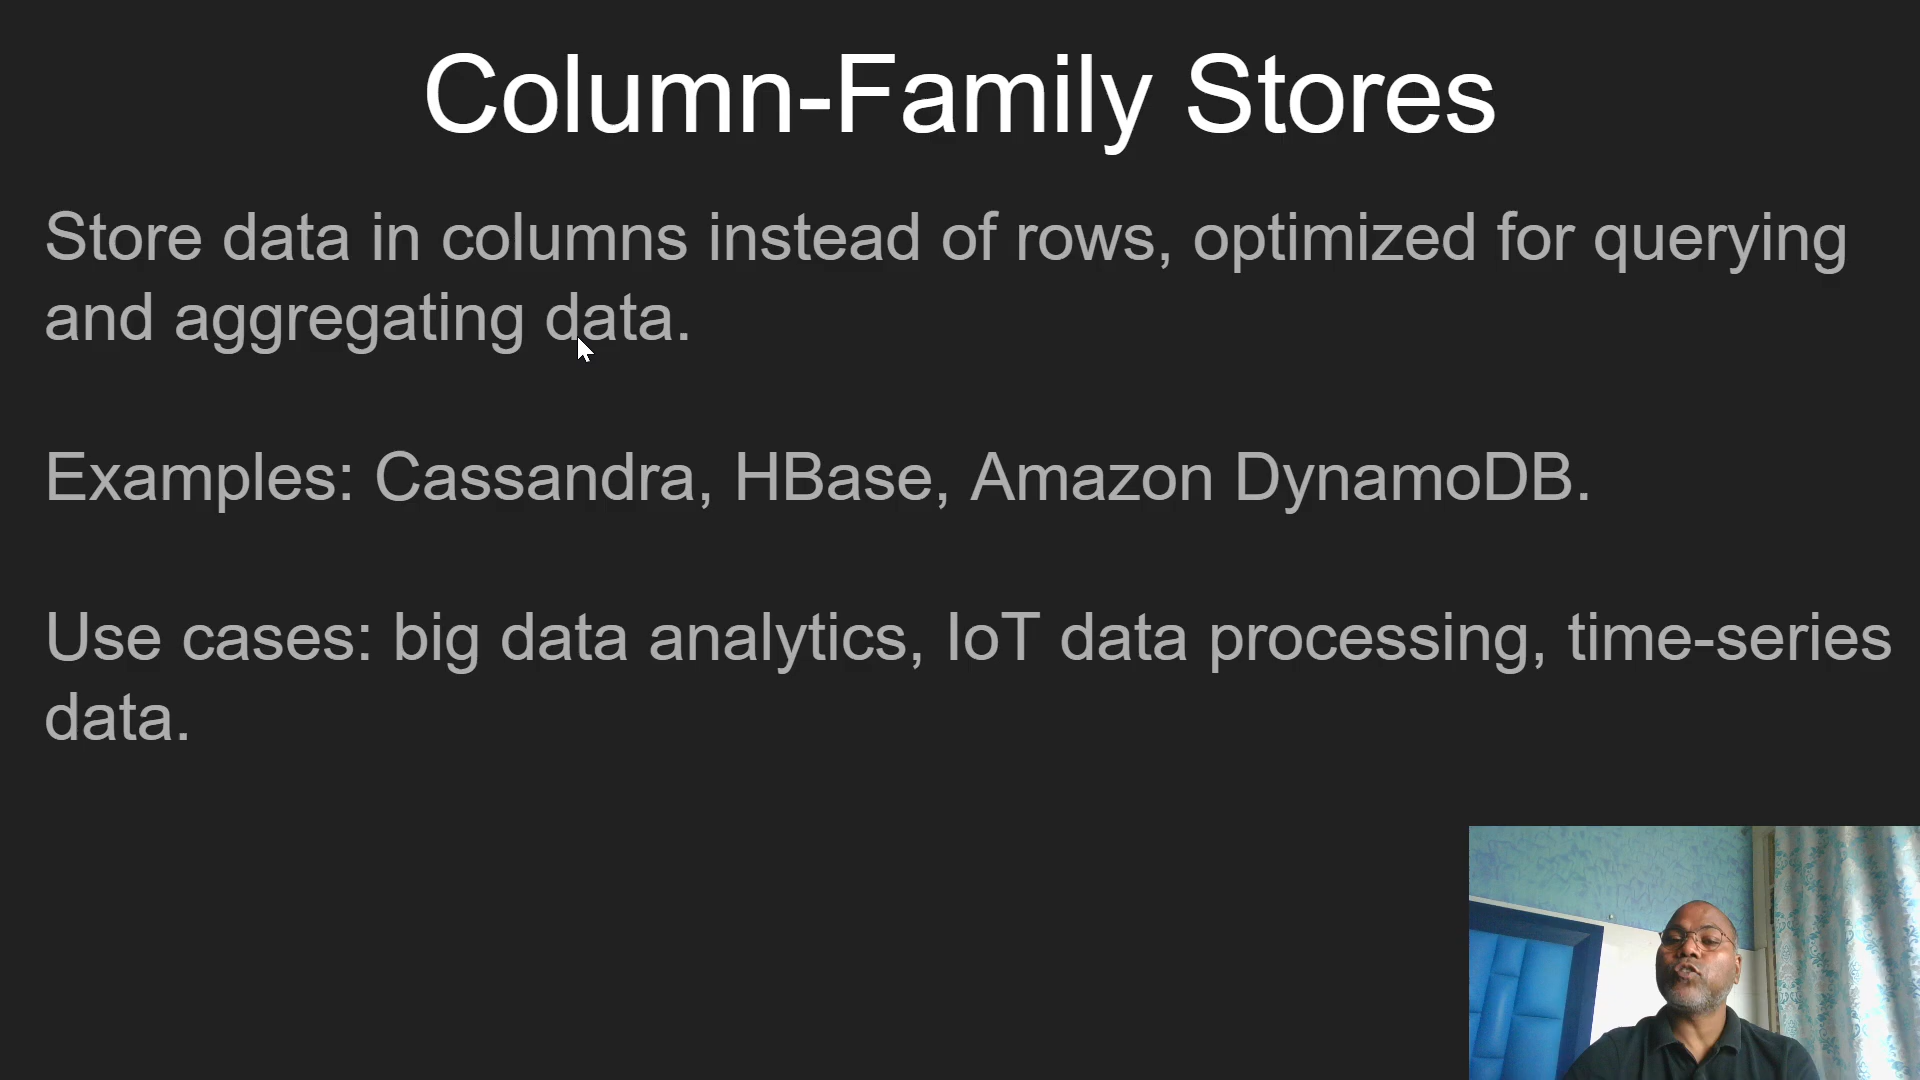 Column-Family Stores
Store data in columns instead of rows, optimized for querying
and aggregating data.
Examples: Cassandra, HBase, Amazon DynamoDB.
Use cases: big data analytics, IoT data processing, time-series
data.